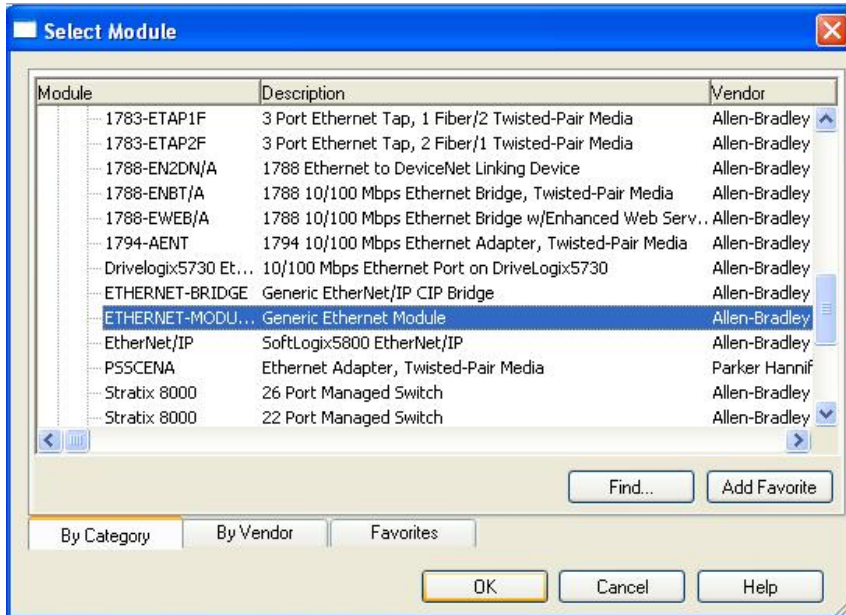 Select Module
Module Description Vendor
1783-ETAP1F 3 Port Ethernet Tap, 1 Fiber/2 Twisted-Pair Media Allen-Bradley
1783-ETAP2F 3 Port Ethernet Tap, 2 Fiber/1 Twisted-Pair Media Allen-Bradley
1788-EN2DN/A 1788 Ethernet to DeviceNet Linking Device Allen-Bradley
1788-ENBT/A 1788 10/100 Mbps Ethernet Bridge, Twisted-Pair Media Allen-Bradley
1788-EWEB/A 1788 10/100 Mbps Ethernet Bridge w/Enhanced Web Serv... Allen-Bradley
1794-AENT 1794 10/100 Mbps Ethernet Adapter, Twisted-Pair Media Allen-Bradley
Drivelogix5730 Et... 10/100 Mbps Ethernet Port on DriveLogix5730 Allen-Bradley
ETHERNET-BRIDGE Generic EtherNet/IP CIP Bridge Allen-Bradley
ETHERNET-MODU... Generic Ethernet Module Allen-Bradley
EtherNet/IP SoftLogix5800 EtherNet/IP Allen-Bradley
PSSCENA Ethernet Adapter, Twisted-Pair Media Parker Hannif
Stratix 8000 26 Port Managed Switch Allen-Bradley
Stratix 8000 22 Port Managed Switch Allen-Bradley
Find... Add Favorite
By Category By Vendor Favorites
OK Cancel Help